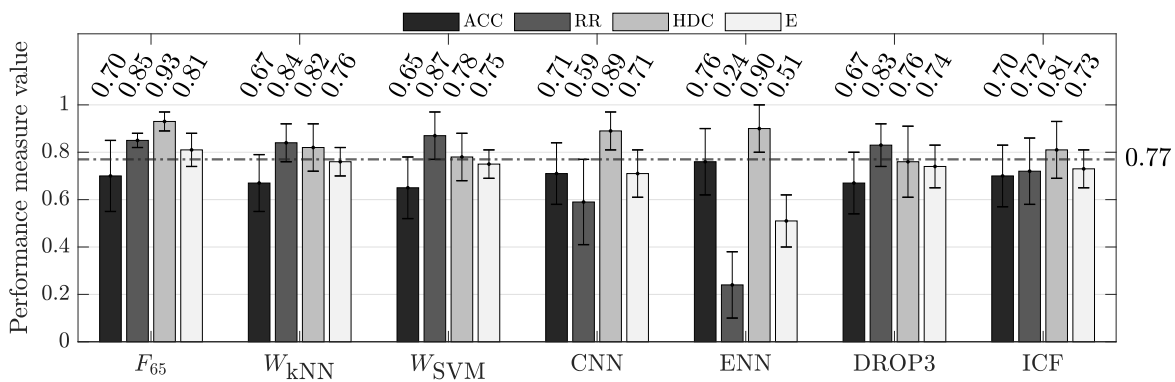 ACC RR HDC E
0.70 0.85 0.93 0.81 0.67 0.84 0.82 0.76 0.65 0.87 0.78 0.75 0.71 0.59 0.89 0.71 0.76 0.24 0.90 0.51 0.67 0.83 0.76 0.74 0.70 0.72 0.81 0.73
Performance measure value
1
0.8
0.77
0.6
0.4
0.2
0
F65 WkNN WSVM CNN ENN DROP3 ICF